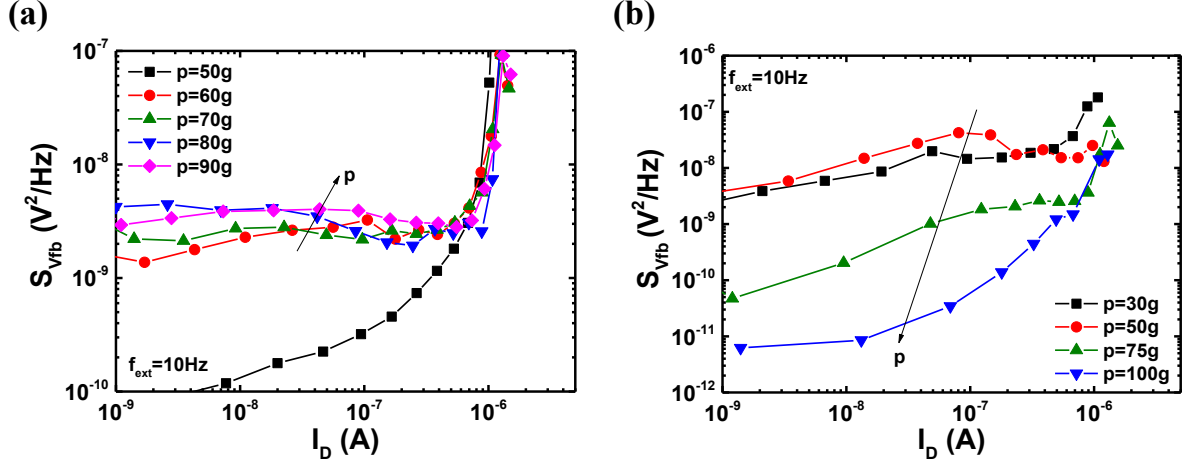 (a)
10⁻⁷
10⁻⁸
10⁻⁹
10⁻¹⁰
S_Vfb (V²/Hz)
p=50g
p=60g
p=70g
p=80g
p=90g
p
f_ext=10Hz
10⁻⁹
10⁻⁸
10⁻⁷
10⁻⁶
I_D (A)
(b)
10⁻⁶
10⁻⁷
10⁻⁸
10⁻⁹
10⁻¹⁰
10⁻¹¹
10⁻¹²
S_Vfb (V²/Hz)
f_ext=10Hz
p
p=30g
p=50g
p=75g
p=100g
10⁻⁹
10⁻⁸
10⁻⁷
10⁻⁶
I_D (A)